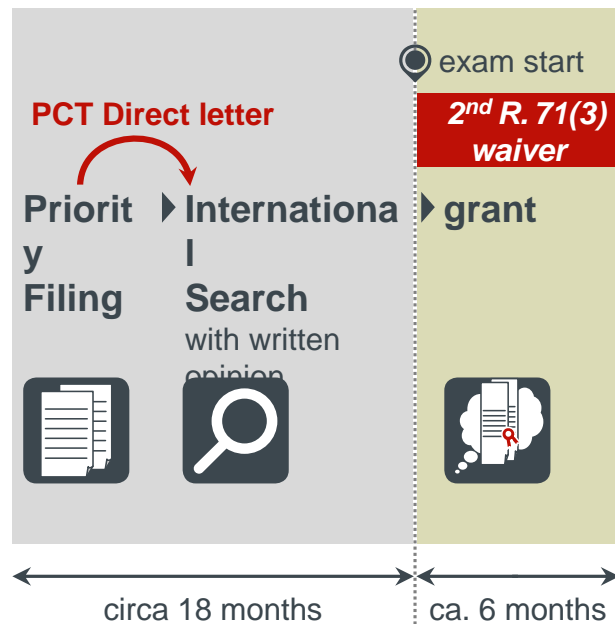 exam start
PCT Direct letter
2nd R. 71(3)
waiver
Priorit
y
Filing
Internationa
l
Search
with written
opinion
grant
circa 18 months
ca. 6 months